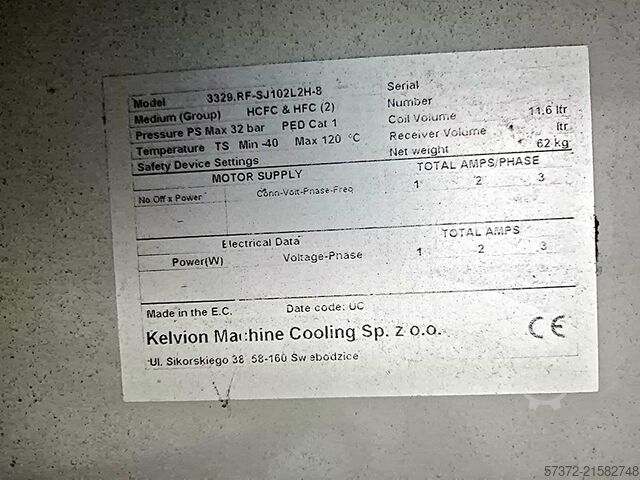 Model 3329.RF-SJ102L2H-8
Medium (Group) HCFC & HFC (2)
Pressure PS Max 32 bar PED Cat 1
Temperature TS Min -40 Max 120 °C
Safety Device Settings
Serial
Number
Coil Volume 11.6 ltr
Receiver Volume ltr
Net weight 62 kg
MOTOR SUPPLY TOTAL AMPS/PHASE
No Off x Power Conn-Volt-Phase-Freq 1 2 3
Electrical Data TOTAL AMPS
Power(W) Voltage-Phase 1 2 3
Made in the E.C. Date code: UC
Kelvion Machine Cooling Sp. z o.o.
Ul. Sikorskiego 38 58-160 Świebodzice
CE
57372-21582748